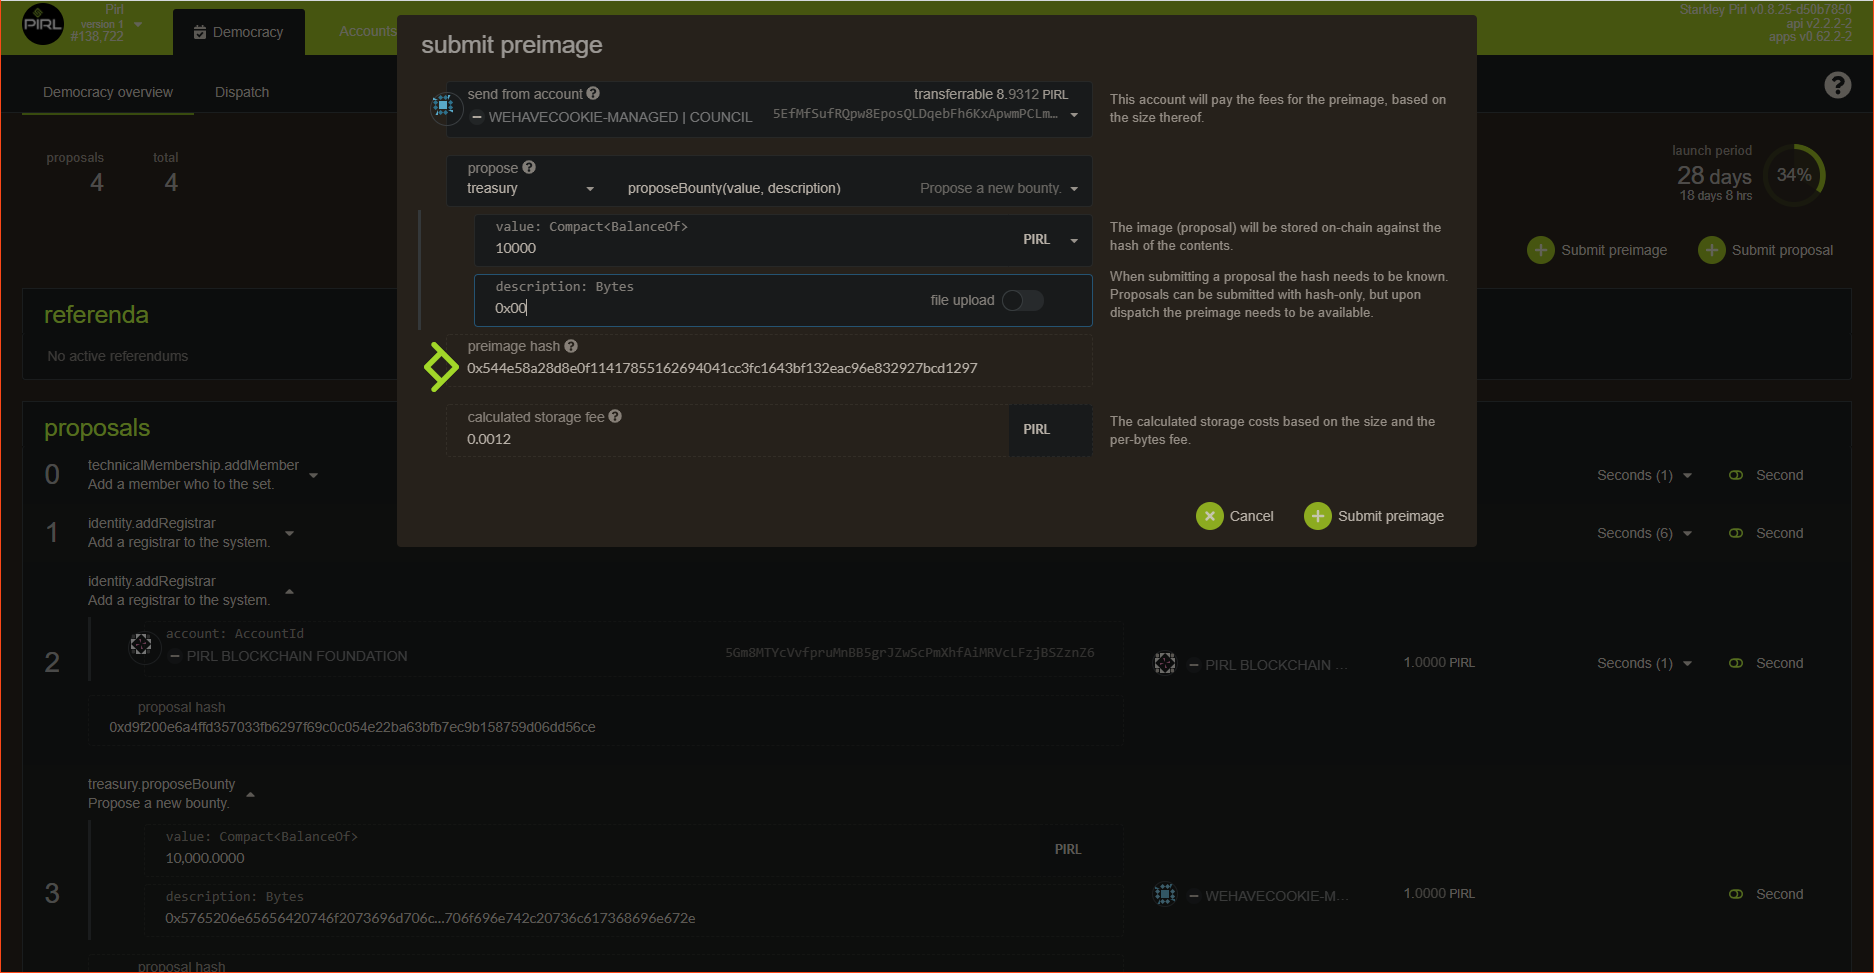 PIRL
Pirl
version 1
#138,722
Democracy
Accounts
Starkley Pirl v0.8.25-d50b7850
api v2.2.2-2
apps v0.62.2-2
Democracy overview
Dispatch
proposals
4
total
4
launch period
28 days
18 days 8 hrs
34%
Submit preimage
Submit proposal
submit preimage
send from account
transferrable 8.9312 PIRL
WEHAVECOOKIE-MANAGED | COUNCIL
5EfMfSufRQpw8EposQLDqebFh6KxApwmPCLm…
This account will pay the fees for the preimage, based on
the size thereof.
propose
treasury
proposeBounty(value, description)
Propose a new bounty.
value: Compact<BalanceOf>
10000
PIRL
The image (proposal) will be stored on-chain against the
hash of the contents.
description: Bytes
0x00
file upload
When submitting a proposal the hash needs to be known.
Proposals can be submitted with hash-only, but upon
dispatch the preimage needs to be available.
preimage hash
0x544e58a28d8e0f11417855162694041cc3fc1643bf132eac96e832927bcd1297
calculated storage fee
0.0012
PIRL
The calculated storage costs based on the size and the
per-bytes fee.
Cancel
Submit preimage
referenda
No active referendums
proposals
0
technicalMembership.addMember
Add a member who to the set.
Seconds (1)
Second
1
identity.addRegistrar
Add a registrar to the system.
Seconds (6)
Second
2
identity.addRegistrar
Add a registrar to the system.
account: AccountId
PIRL BLOCKCHAIN FOUNDATION
5Gm8MTYcVvfpruMnBB5grJZwScPmXhfAiMRVcLFzjBSZznZ6
PIRL BLOCKCHAIN …
1.0000 PIRL
Seconds (1)
Second
proposal hash
0xd9f200e6a4ffd357033fb6297f69c0c054e22ba63bfb7ec9b158759d06dd56ce
3
treasury.proposeBounty
Propose a new bounty.
value: Compact<BalanceOf>
10,000.0000
PIRL
description: Bytes
0x5765206e65656420746f2073696d706c…706f696e742c20736c617368696e672e
WEHAVECOOKIE-M…
1.0000 PIRL
Second
proposal hash